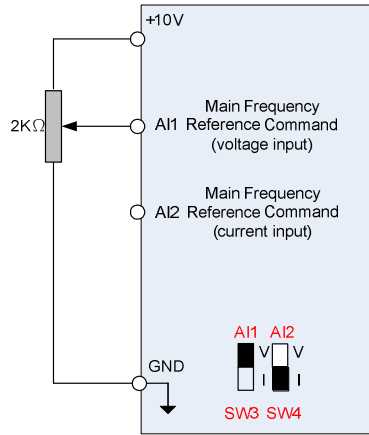 +10V
Main Frequency
2KΩ
AI1 Reference Command
(voltage input)
Main Frequency
AI2 Reference Command
(current input)
AI1 AI2
V V
GND
I I
SW3 SW4